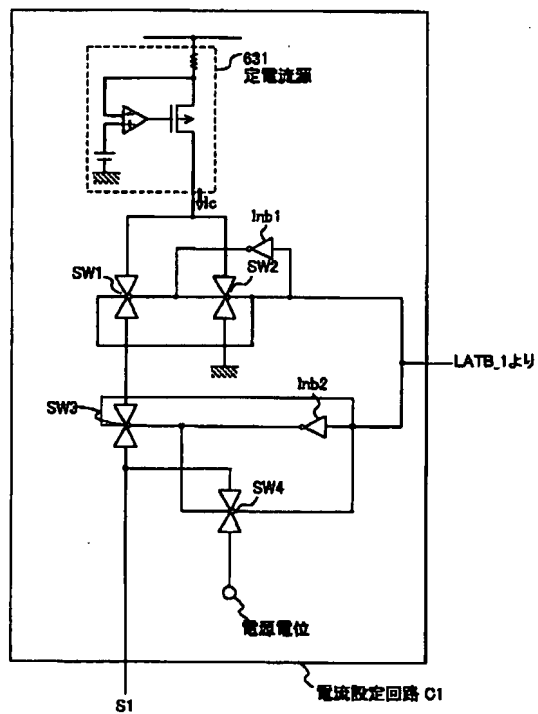 631
定電流源
Ic
Inb1
SW1
SW2
LATB_1より
Inb2
SW3
SW4
電源電位
電流設定回路 C1
S1